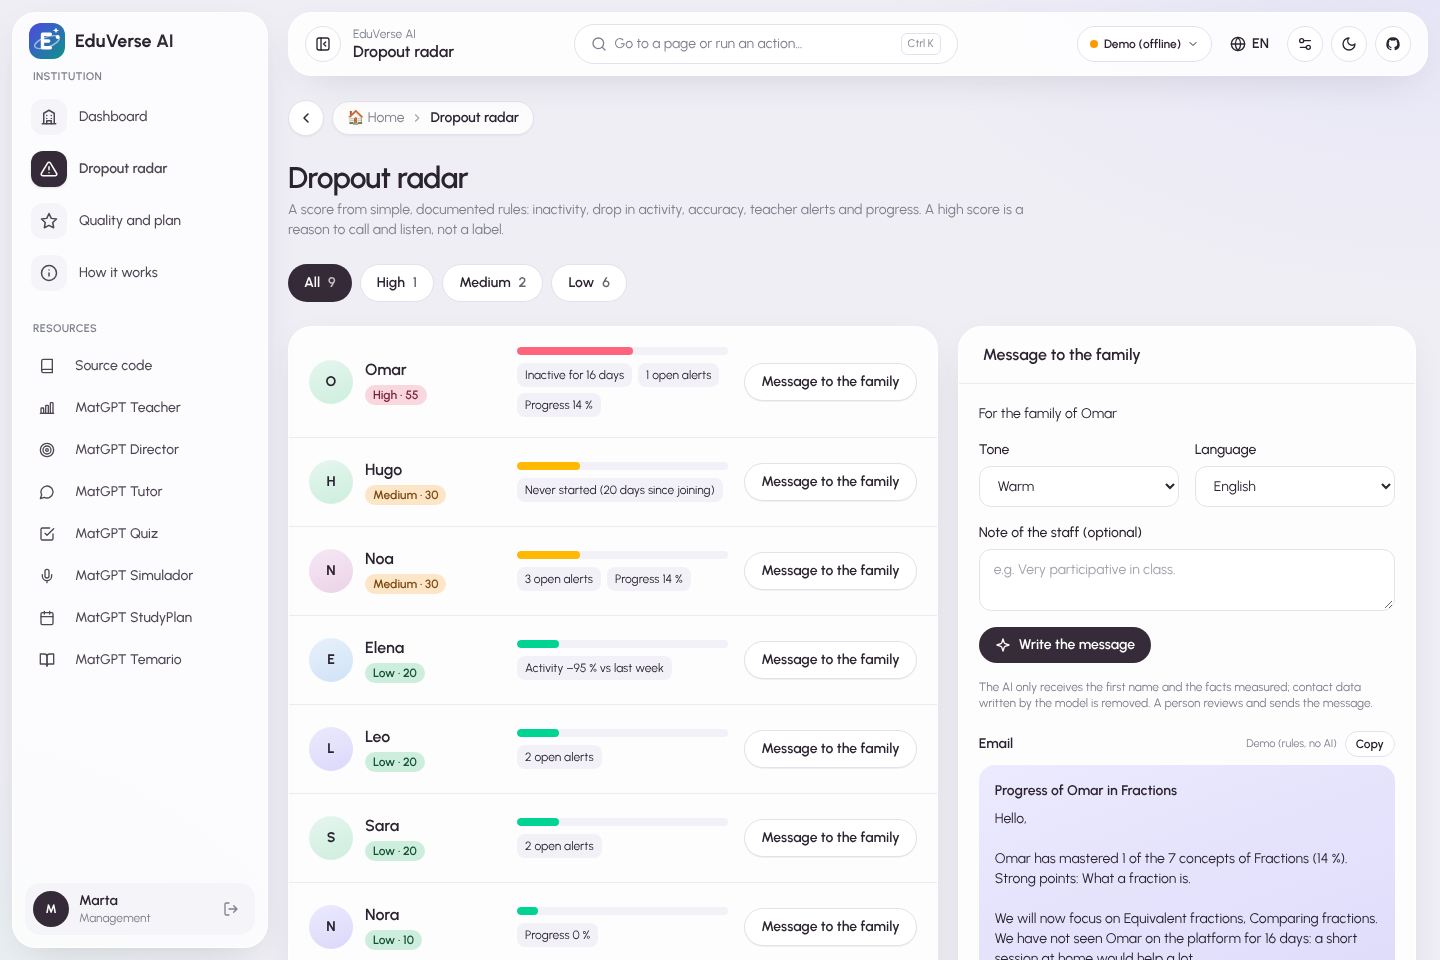 EduVerse AI
INSTITUTION
Dashboard
Dropout radar
Quality and plan
How it works
RESOURCES
Source code
MatGPT Teacher
MatGPT Director
MatGPT Tutor
MatGPT Quiz
MatGPT Simulador
MatGPT StudyPlan
MatGPT Temario
M
Marta
Management
EduVerse AI
Dropout radar
Go to a page or run an action...
Ctrl K
Demo (offline)
EN
Home
Dropout radar
Dropout radar
A score from simple, documented rules: inactivity, drop in activity, accuracy, teacher alerts and progress. A high score is a
reason to call and listen, not a label.
All 9
High 1
Medium 2
Low 6
O
Omar
High · 55
Inactive for 16 days
1 open alerts
Progress 14 %
Message to the family
H
Hugo
Medium · 30
Never started (20 days since joining)
Message to the family
N
Noa
Medium · 30
3 open alerts
Progress 14 %
Message to the family
E
Elena
Low · 20
Activity −95 % vs last week
Message to the family
L
Leo
Low · 20
2 open alerts
Message to the family
S
Sara
Low · 20
2 open alerts
Message to the family
N
Nora
Low · 10
Progress 0 %
Message to the family
Message to the family
For the family of Omar
Tone
Language
Warm
English
Note of the staff (optional)
e.g. Very participative in class.
Write the message
The AI only receives the first name and the facts measured; contact data
written by the model is removed. A person reviews and sends the message.
Email
Demo (rules, no AI)
Copy
Progress of Omar in Fractions
Hello,
Omar has mastered 1 of the 7 concepts of Fractions (14 %).
Strong points: What a fraction is.
We will now focus on Equivalent fractions, Comparing fractions.
We have not seen Omar on the platform for 16 days: a short
session at home would help a lot.